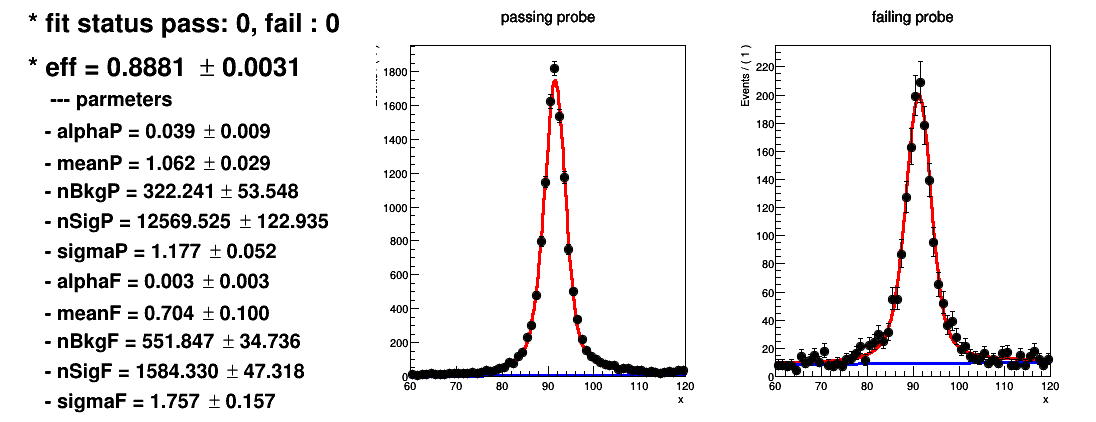 * fit status pass: 0, fail : 0
* eff = 0.8881 ± 0.0031
--- parmeters
- alphaP = 0.039 ± 0.009
- meanP = 1.062 ± 0.029
- nBkgP = 322.241 ± 53.548
- nSigP = 12569.525 ± 122.935
- sigmaP = 1.177 ± 0.052
- alphaF = 0.003 ± 0.003
- meanF = 0.704 ± 0.100
- nBkgF = 551.847 ± 34.736
- nSigF = 1584.330 ± 47.318
- sigmaF = 1.757 ± 0.157
passing probe
1800
1600
1400
1200
1000
800
600
400
200
0
60 70 80 90 100 110 120
x
failing probe
Events / ( 1 )
220
200
180
160
140
120
100
80
60
40
20
0
60 70 80 90 100 110 120
x